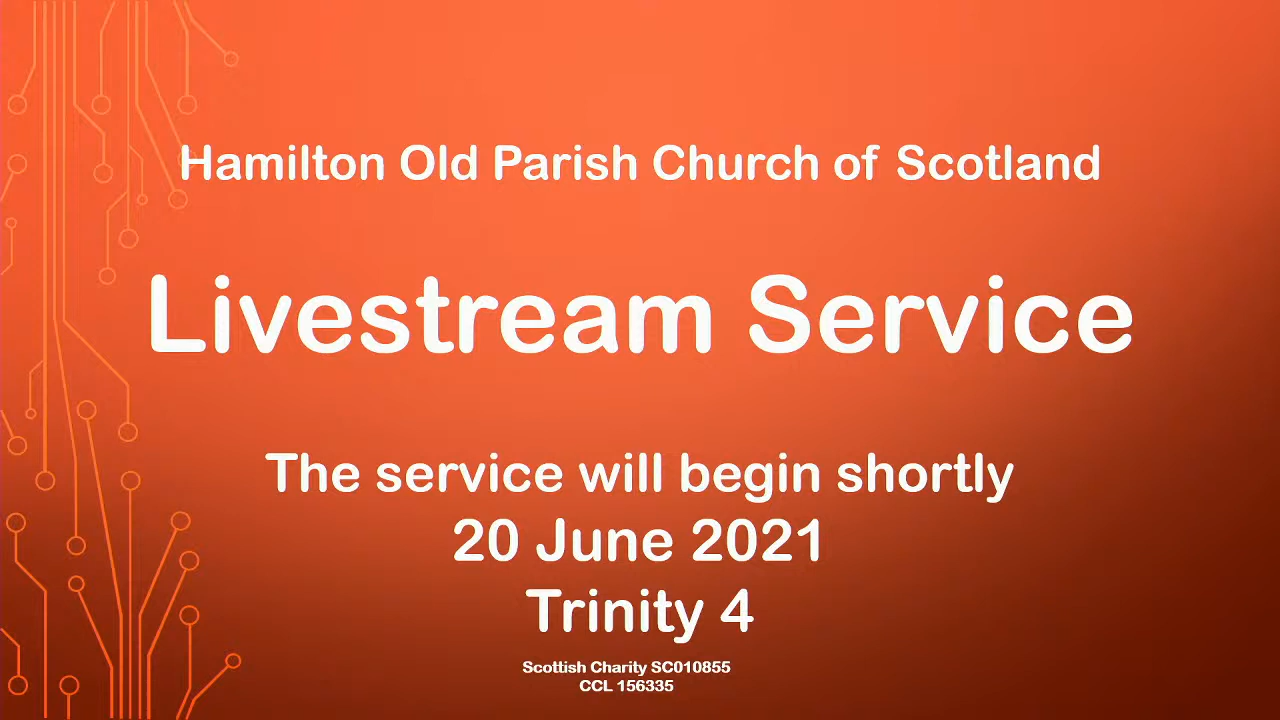 Hamilton Old Parish Church of Scotland
Livestream Service
The service will begin shortly
20 June 2021
Trinity 4
Scottish Charity SC010855
CCL 156335